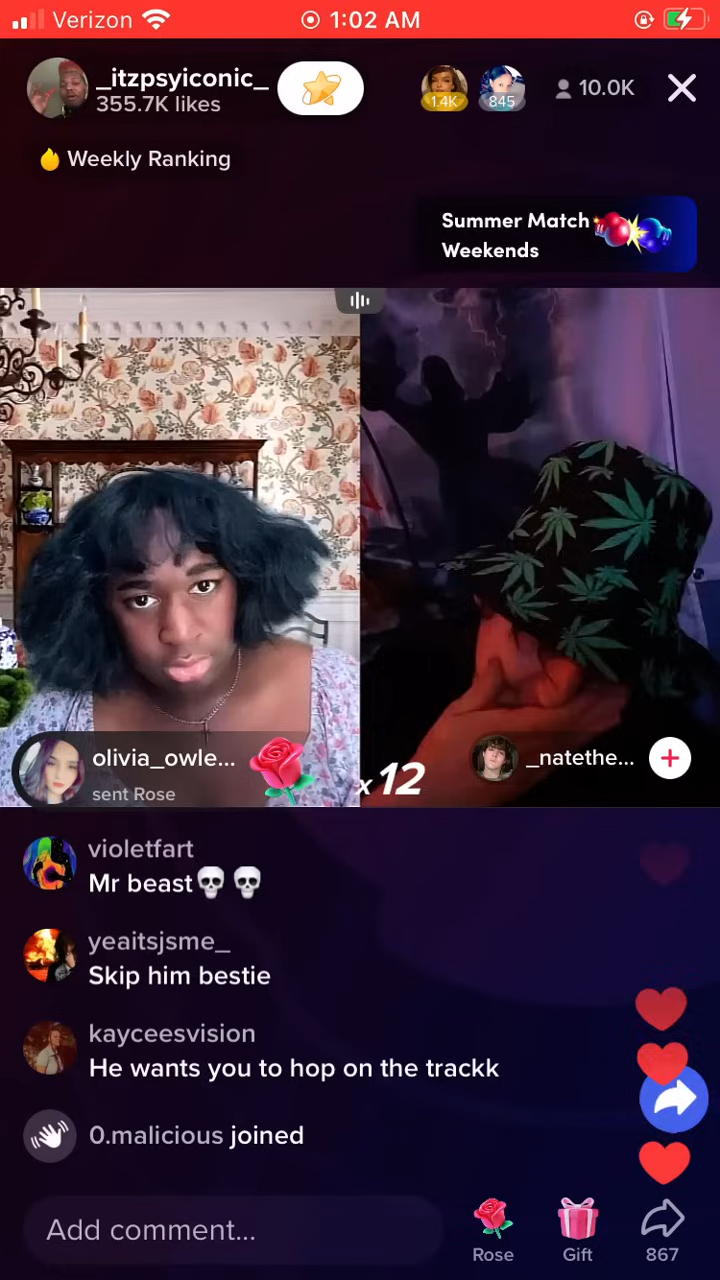 Verizon
1:02 AM
_itzpsyiconic_
355.7K likes
1.4K
845
10.0K
Weekly Ranking
Summer Match
Weekends
olivia_owle...
sent Rose
x12
_natethe...
violetfart
Mr beast💀💀
yeaitsjsme_
Skip him bestie
kayceesvision
He wants you to hop on the trackk
0.malicious joined
Add comment...
Rose
Gift
867